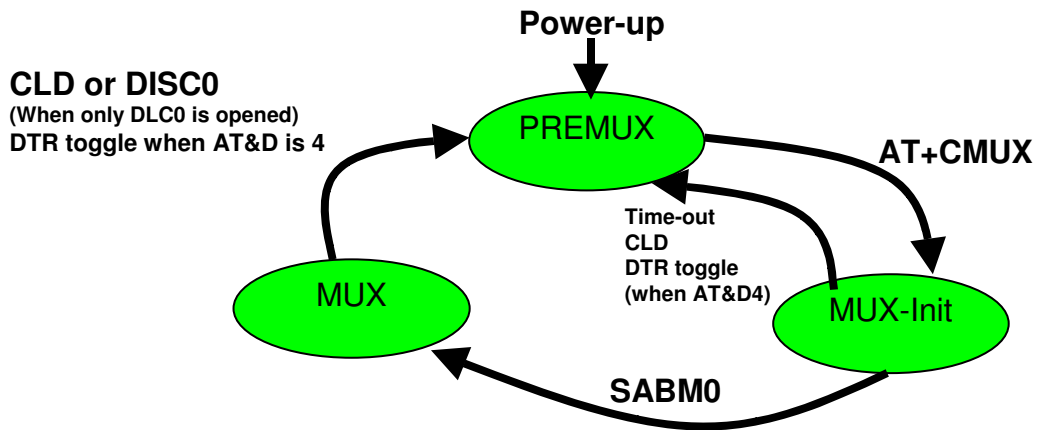 Power-up
CLD or DISC0
(When only DLC0 is opened)
DTR toggle when AT&D is 4
PREMUX
AT+CMUX
Time-out
CLD
DTR toggle
(when AT&D4)
MUX
MUX-Init
SABM0